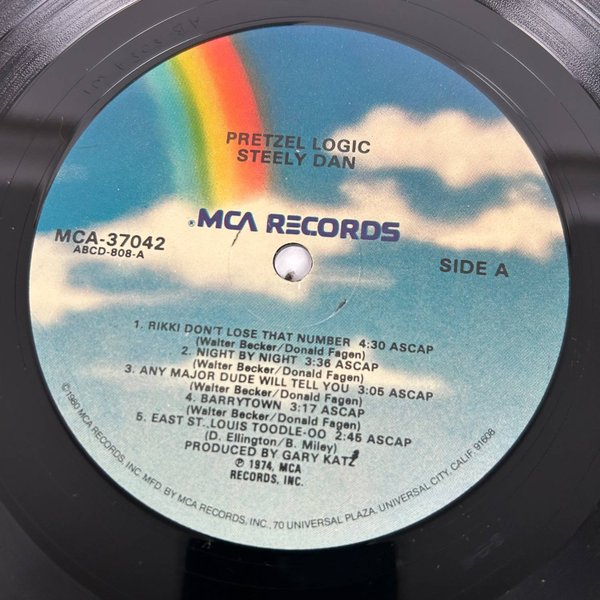 PRETZEL LOGIC
STEELY DAN
®MCA RECORDS
MCA-37042
ABCD-808-A
SIDE A
1. RIKKI DON'T LOSE THAT NUMBER 4:30 ASCAP
(Walter Becker/Donald Fagen)
2. NIGHT BY NIGHT 3:36 ASCAP
(Walter Becker/Donald Fagen)
3. ANY MAJOR DUDE WILL TELL YOU 3:05 ASCAP
(Walter Becker/Donald Fagen)
4. BARRYTOWN 3:17 ASCAP
(Walter Becker/Donald Fagen)
5. EAST ST. LOUIS TOODLE-OO 2:45 ASCAP
(D. Ellington/B. Miley)
PRODUCED BY GARY KATZ
℗ 1974, MCA
RECORDS, INC.
©1980 MCA RECORDS, INC. MFD. BY MCA RECORDS, INC., 70 UNIVERSAL PLAZA, UNIVERSAL CITY, CALIF. 91608